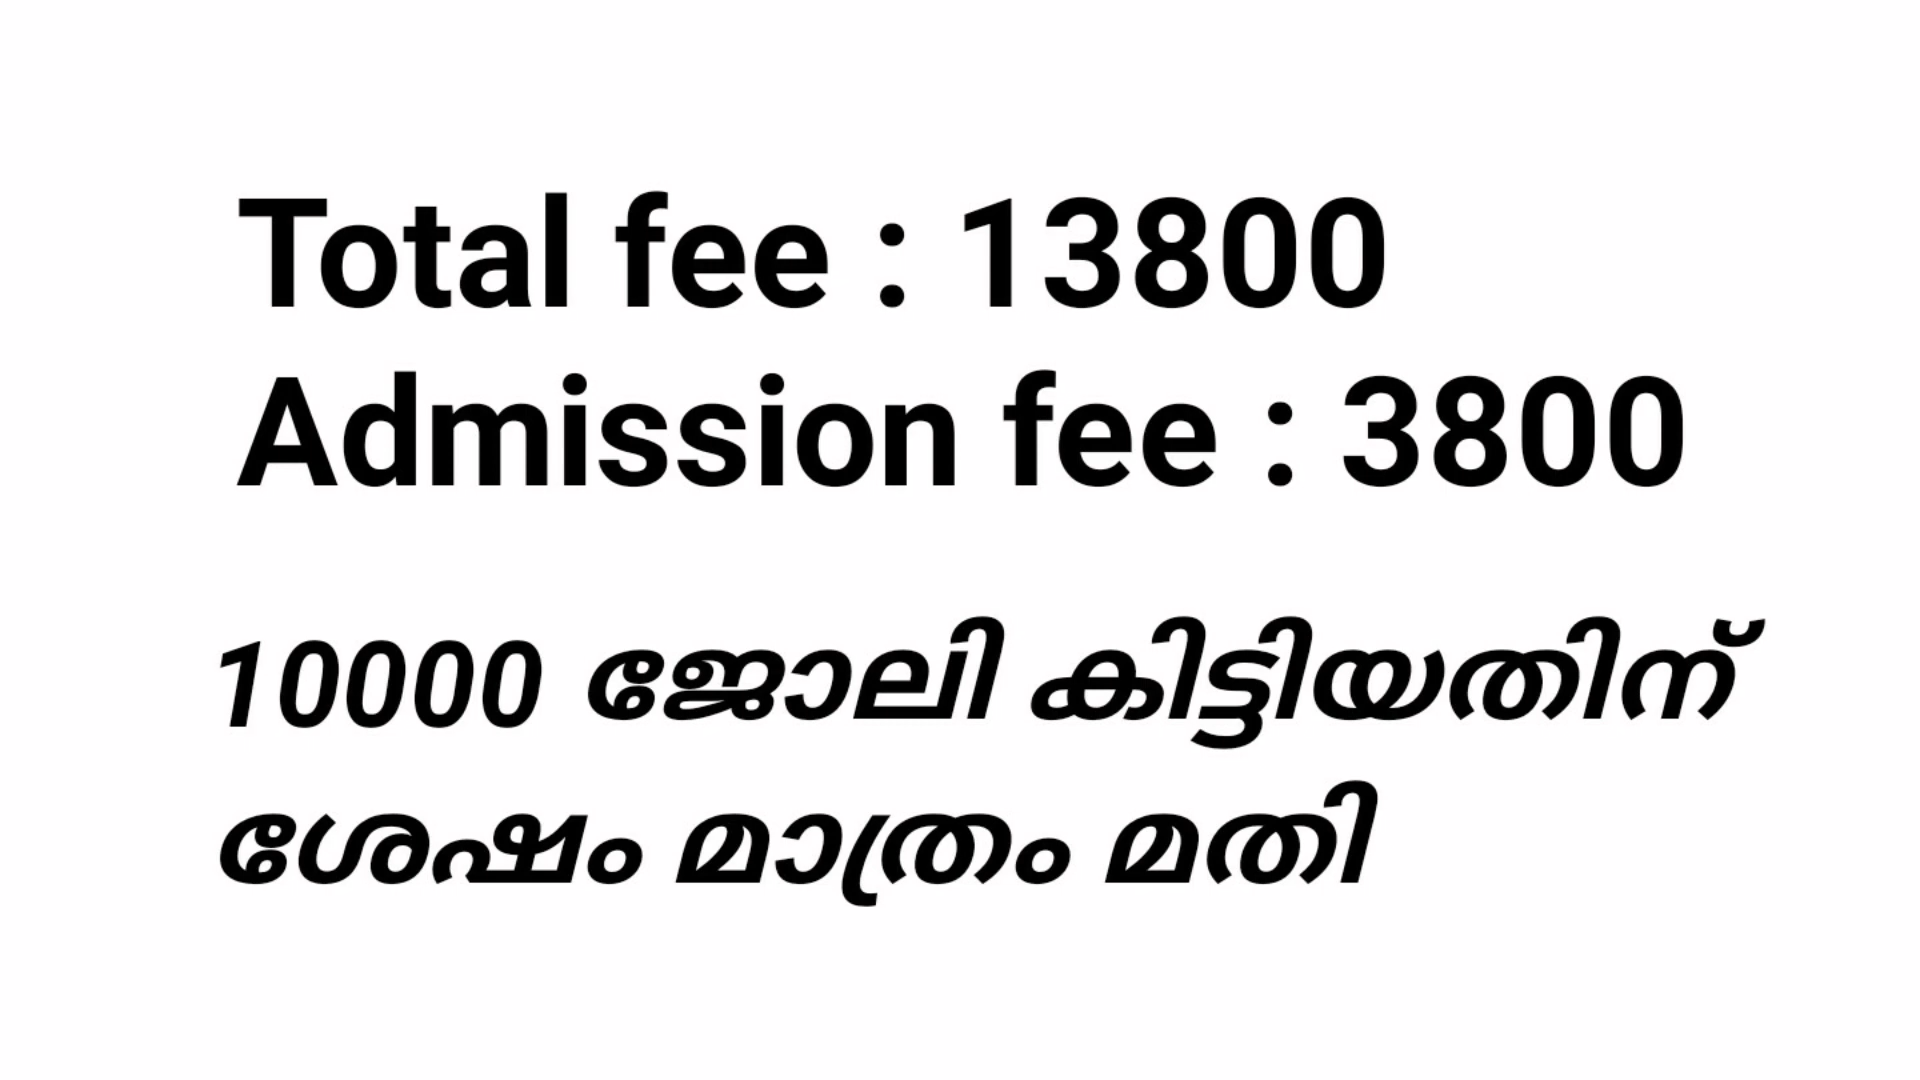 Total fee : 13800
Admission fee : 3800
10000 ജോലി കിട്ടിയതിന്
ശേഷം മാത്രം മതി